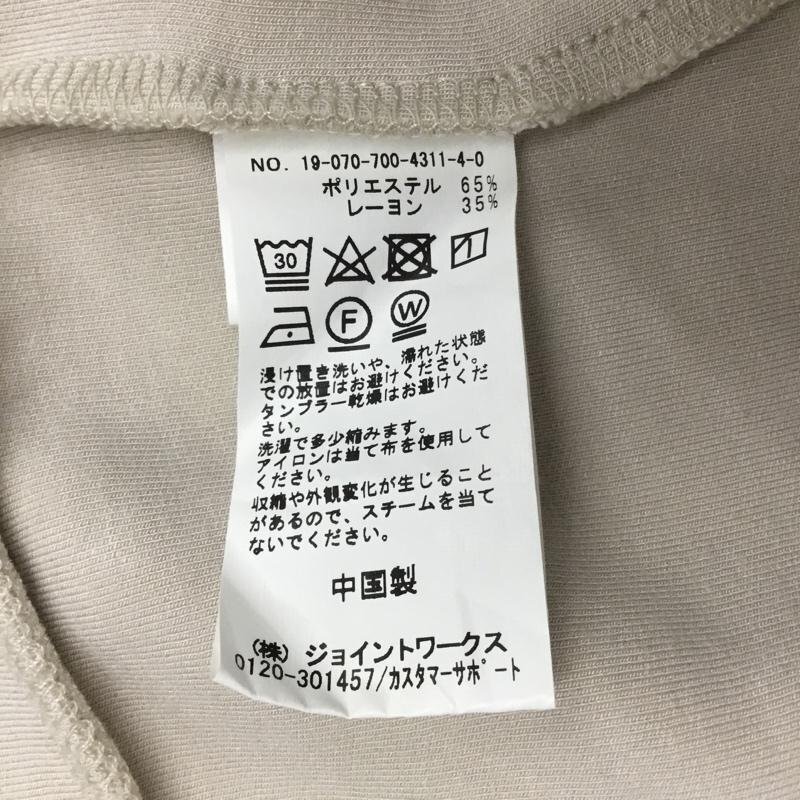 NO. 19-070-700-4311-4-0
ポリエステル 65%
レーヨン 35%
30
F W
浸け置き洗いや、濡れた状態
での放置はお避けください。
タンブラー乾燥はお避けくだ
さい。
洗濯で多少縮みます。
アイロンは当て布を使用して
ください。
収縮や外観変化が生じること
があるので、スチームを当て
ないでください。
中国製
(株) ジョイントワークス
0120-301457/カスタマーサポート